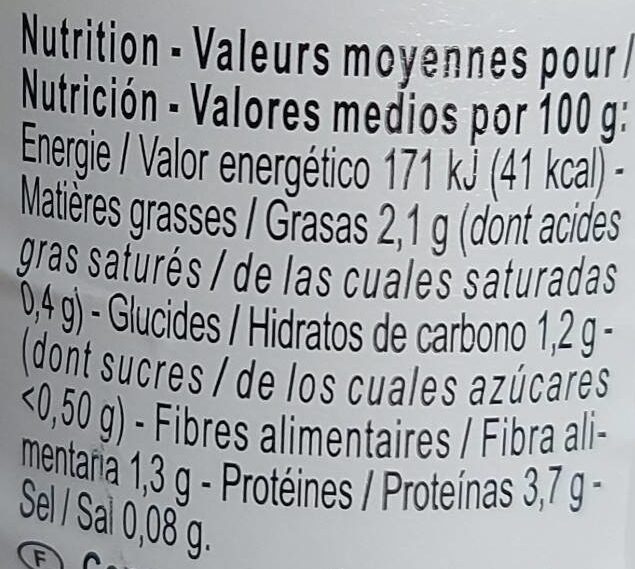 Nutrition - Valeurs moyennes pour /
Nutrición - Valores medios por 100 g:
Energie / Valor energético 171 kJ (41 kcal) -
Matières grasses / Grasas 2,1 g (dont acides
gras saturés / de las cuales saturadas
0,4 g) - Glucides / Hidratos de carbono 1,2 g -
(dont sucres / de los cuales azúcares
<0,50 g) - Fibres alimentaires / Fibra ali-
mentaria 1,3 g - Protéines / Proteínas 3,7 g -
Sel / Sal 0,08 g.
F